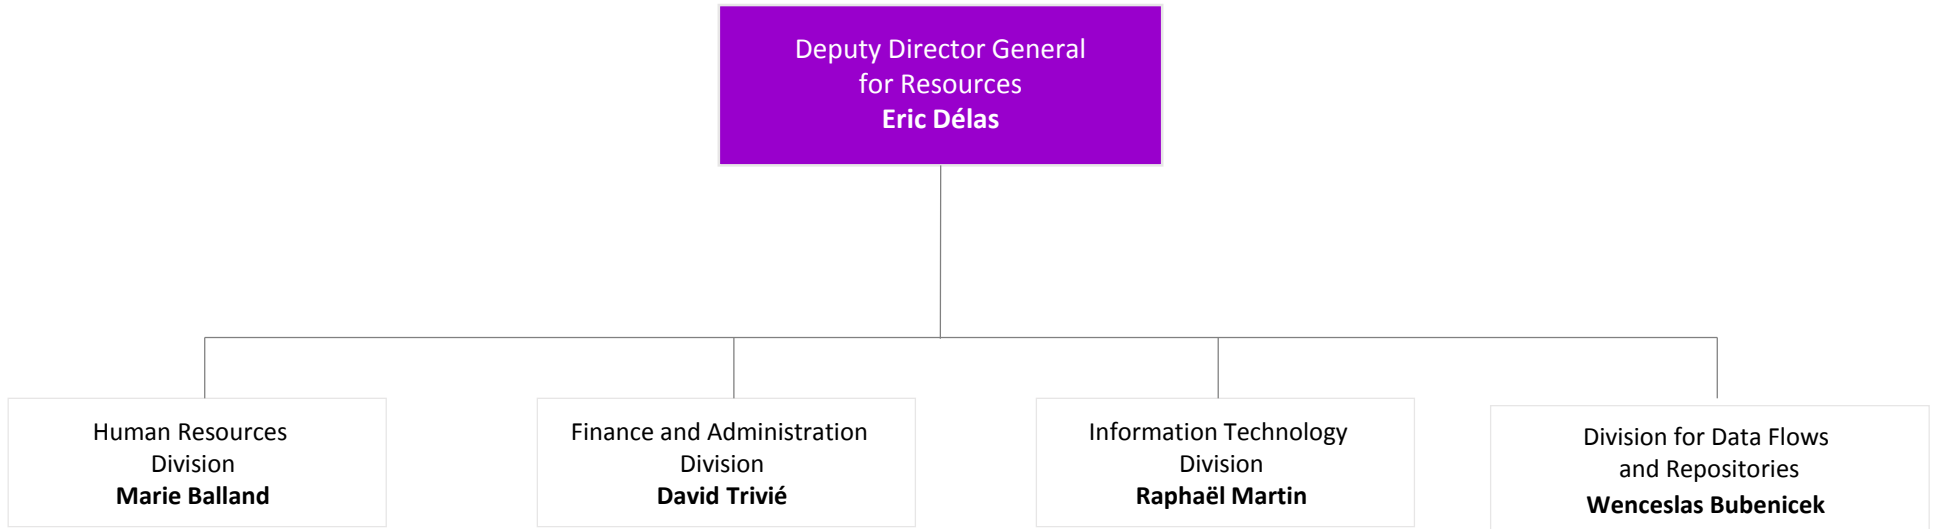 Deputy Director General
for Resources
Eric Délas
Human Resources
Division
Marie Balland
Finance and Administration
Division
David Trivié
Information Technology
Division
Raphaël Martin
Division for Data Flows
and Repositories
Wenceslas Bubenicek